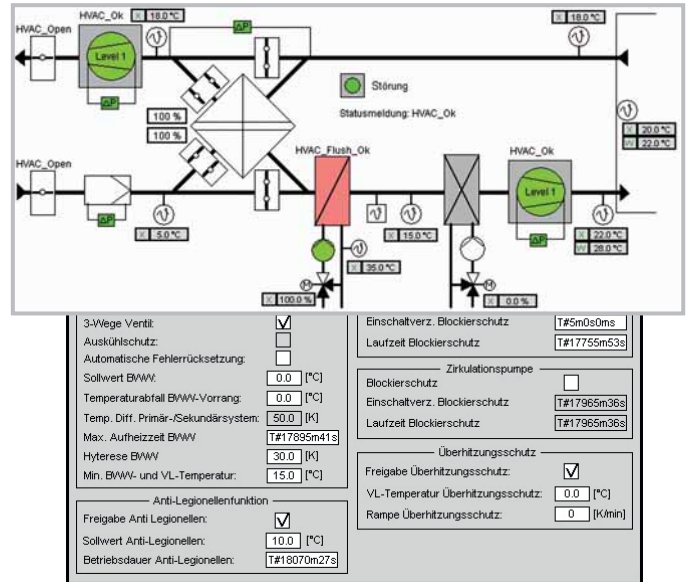 HVAC_Ok X 18.0 °C
HVAC_Open
ΔP
X 18.0 °C
Level 1
ϑ
ϑ
ΔP
Störung
100 %
Statusmeldung: HVAC_Ok
ϑ
X 20.0 °C
W 22.0 °C
100 %
HVAC_Open
HVAC_Flush_Ok
HVAC_Ok
Level 1
ΔP
ϑ
ϑ
ϑ
ϑ
X 5.0 °C
X 15.0 °C
ΔP
X 22.0 °C
W 28.0 °C
ϑ
X 35.0 °C
M
M
X 100.0 %
X 0.0 %
3-Wege Ventil:
Auskühlschutz:
Automatische Fehlerrücksetzung:
Sollwert BWW: 0.0 [°C]
Temperaturabfall BWW-Vorrang: 0.0 [°C]
Temp. Diff. Primär-/Sekundärsystem: 50.0 [K]
Max. Aufheizzeit BWW T#17895m41s
Hyterese BWW 30.0 [K]
Min. BWW- und VL-Temperatur: 15.0 [°C]
Anti-Legionellenfunktion
Freigabe Anti Legionellen:
Sollwert Anti-Legionellen: 10.0 [°C]
Betriebsdauer Anti-Legionellen: T#18070m27s
Einschaltverz. Blockierschutz T#5m0s0ms
Laufzeit Blockierschutz T#17755m53s
Zirkulationspumpe
Blockierschutz
Einschaltverz. Blockierschutz T#17965m36s
Laufzeit Blockierschutz T#17965m36s
Überhitzungsschutz
Freigabe Überhitzungsschutz:
VL-Temperatur Überhitzungsschutz: 0.0 [°C]
Rampe Überhitzungsschutz: 0 [K/min]